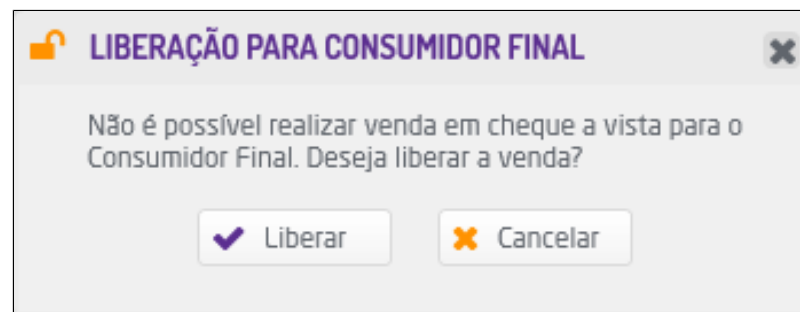 LIBERAÇÃO PARA CONSUMIDOR FINAL
Não é possível realizar venda em cheque a vista para o
Consumidor Final. Deseja liberar a venda?
Liberar
Cancelar